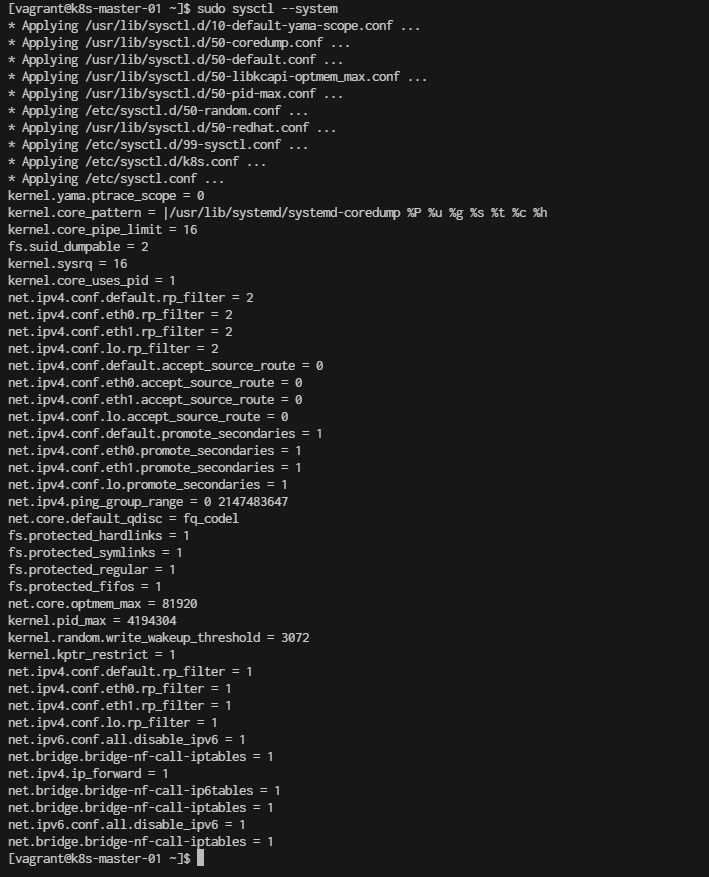 [vagrant@k8s-master-01 ~]$ sudo sysctl --system
* Applying /usr/lib/sysctl.d/10-default-yama-scope.conf ...
* Applying /usr/lib/sysctl.d/50-coredump.conf ...
* Applying /usr/lib/sysctl.d/50-default.conf ...
* Applying /usr/lib/sysctl.d/50-libkcapi-optmem_max.conf ...
* Applying /usr/lib/sysctl.d/50-pid-max.conf ...
* Applying /etc/sysctl.d/50-random.conf ...
* Applying /usr/lib/sysctl.d/50-redhat.conf ...
* Applying /etc/sysctl.d/99-sysctl.conf ...
* Applying /etc/sysctl.d/k8s.conf ...
* Applying /etc/sysctl.conf ...
kernel.yama.ptrace_scope = 0
kernel.core_pattern = |/usr/lib/systemd/systemd-coredump %P %u %g %s %t %c %h
kernel.core_pipe_limit = 16
fs.suid_dumpable = 2
kernel.sysrq = 16
kernel.core_uses_pid = 1
net.ipv4.conf.default.rp_filter = 2
net.ipv4.conf.eth0.rp_filter = 2
net.ipv4.conf.eth1.rp_filter = 2
net.ipv4.conf.lo.rp_filter = 2
net.ipv4.conf.default.accept_source_route = 0
net.ipv4.conf.eth0.accept_source_route = 0
net.ipv4.conf.eth1.accept_source_route = 0
net.ipv4.conf.lo.accept_source_route = 0
net.ipv4.conf.default.promote_secondaries = 1
net.ipv4.conf.eth0.promote_secondaries = 1
net.ipv4.conf.eth1.promote_secondaries = 1
net.ipv4.conf.lo.promote_secondaries = 1
net.ipv4.ping_group_range = 0 2147483647
net.core.default_qdisc = fq_codel
fs.protected_hardlinks = 1
fs.protected_symlinks = 1
fs.protected_regular = 1
fs.protected_fifos = 1
net.core.optmem_max = 81920
kernel.pid_max = 4194304
kernel.random.write_wakeup_threshold = 3072
kernel.kptr_restrict = 1
net.ipv4.conf.default.rp_filter = 1
net.ipv4.conf.eth0.rp_filter = 1
net.ipv4.conf.eth1.rp_filter = 1
net.ipv4.conf.lo.rp_filter = 1
net.ipv6.conf.all.disable_ipv6 = 1
net.bridge.bridge-nf-call-iptables = 1
net.ipv4.ip_forward = 1
net.bridge.bridge-nf-call-ip6tables = 1
net.bridge.bridge-nf-call-iptables = 1
net.ipv6.conf.all.disable_ipv6 = 1
net.bridge.bridge-nf-call-iptables = 1
[vagrant@k8s-master-01 ~]$